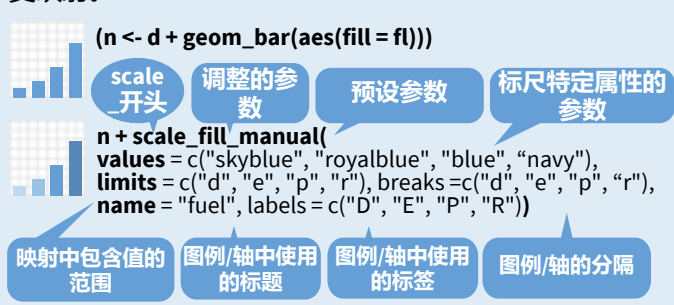 (n <- d + geom_bar(aes(fill = fl)))
scale
_开头
调整的参
数
预设参数
标尺特定属性的
参数
n + scale_fill_manual(
values = c("skyblue", "royalblue", "blue", “navy"),
limits = c("d", "e", "p", "r"), breaks =c("d", "e", "p", “r"),
name = "fuel", labels = c("D", "E", "P", "R"))
映射中包含值的
范围
图例/轴中使用
的标题
图例/轴中使用
的标签
图例/轴的分隔